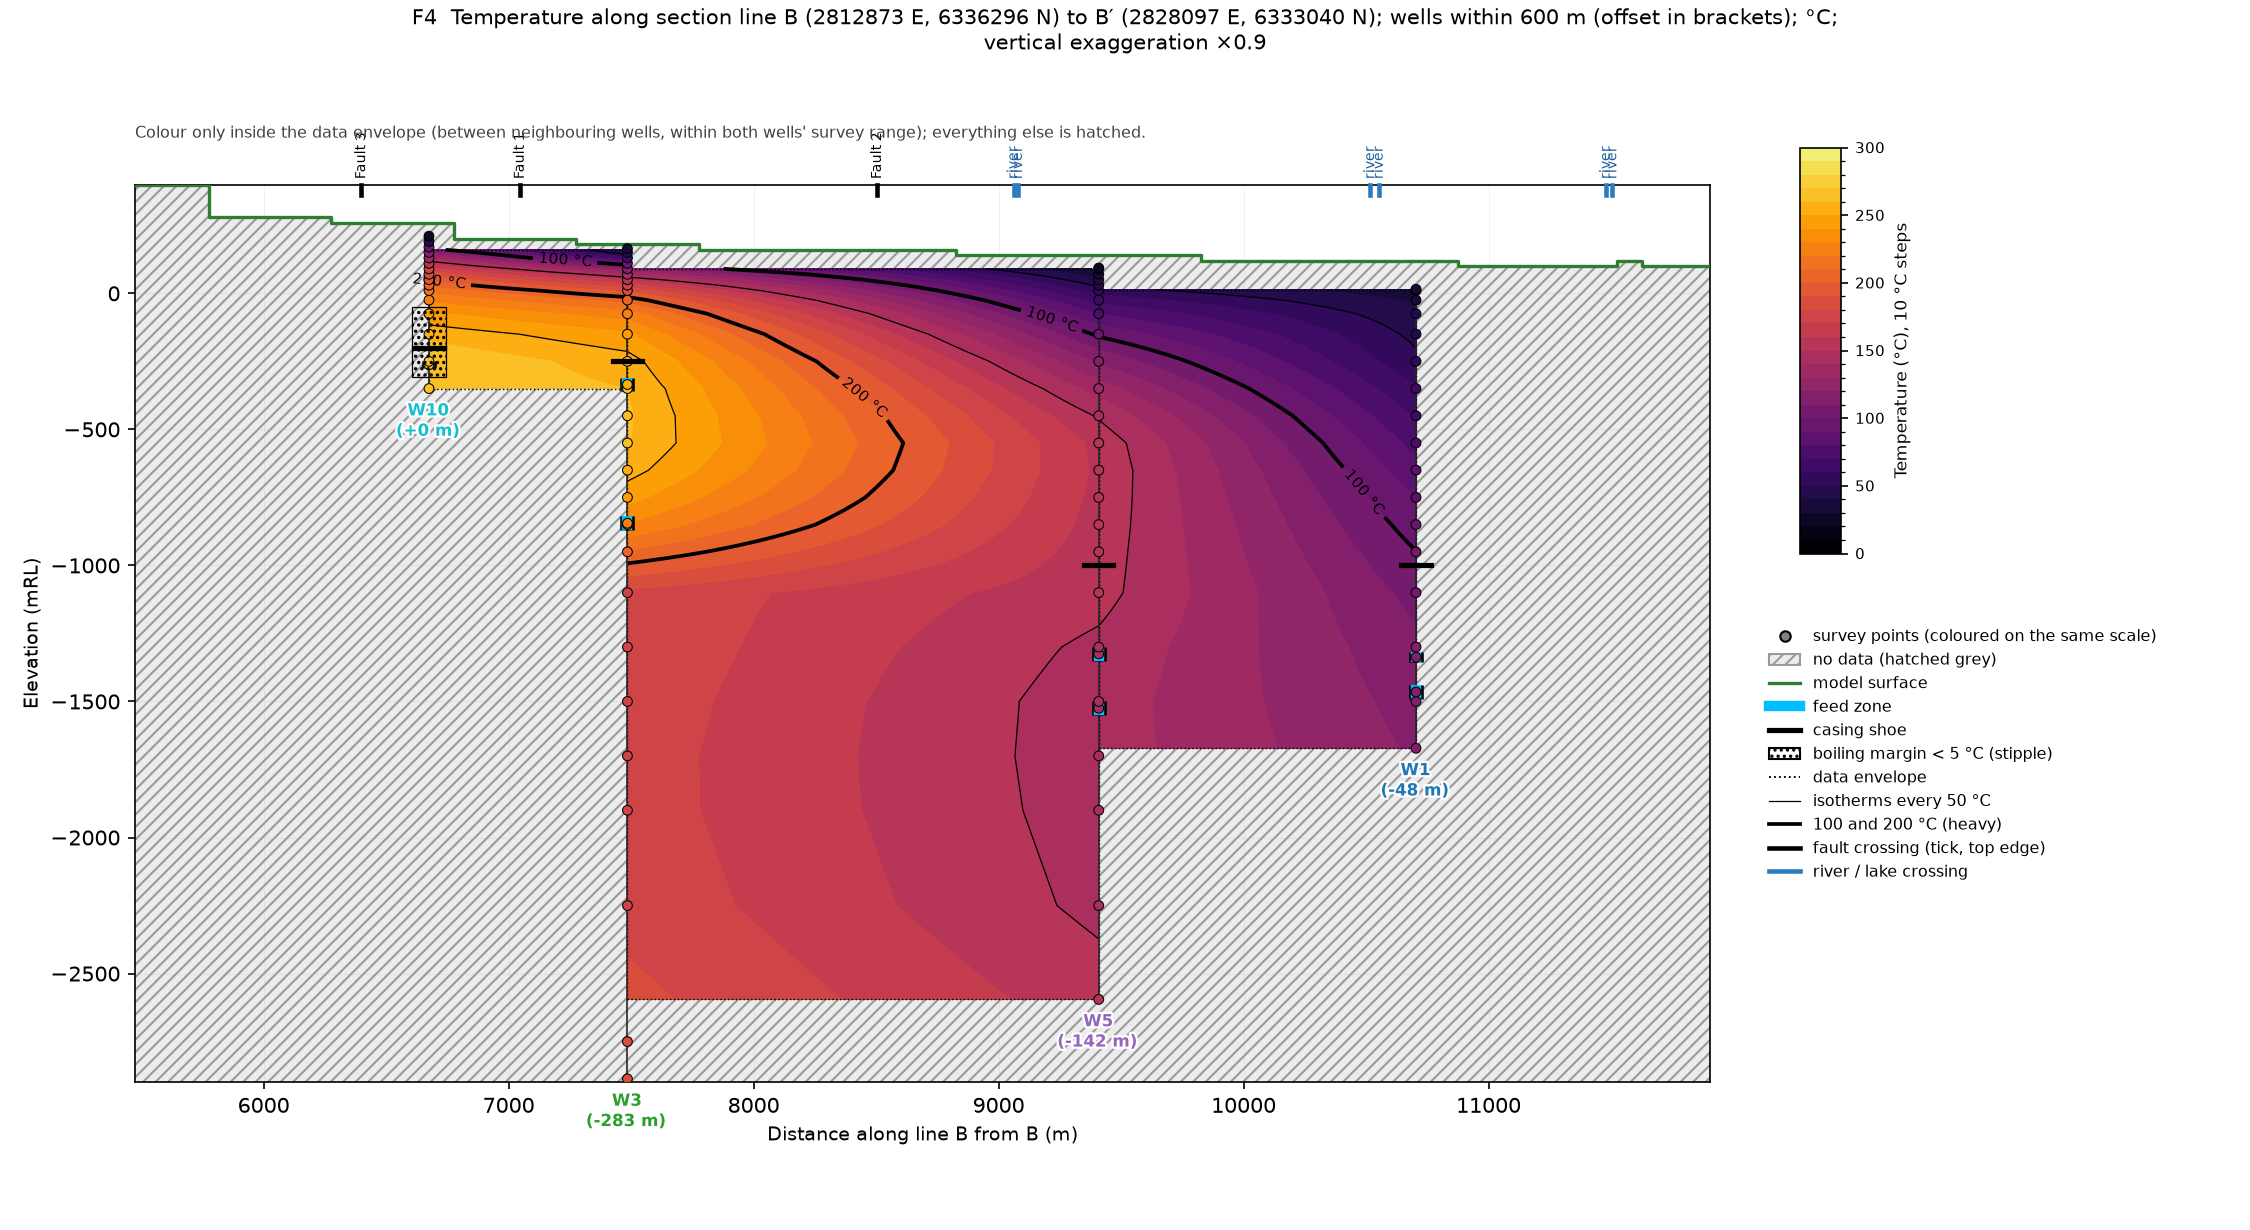 F4  Temperature along section line B (2812873 E, 6336296 N) to B′ (2828097 E, 6333040 N); wells within 600 m (offset in brackets); °C;
vertical exaggeration ×0.9
Colour only inside the data envelope (between neighbouring wells, within both wells' survey range); everything else is hatched.
Fault 3
Fault 1
Fault 2
river
river
river
river
river
river
0
−500
−1000
−1500
−2000
−2500
Elevation (mRL)
6000
7000
8000
9000
10000
11000
Distance along line B from B (m)
100 °C
200 °C
200 °C
100 °C
100 °C
W10
(+0 m)
W3
(-283 m)
W5
(-142 m)
W1
(-48 m)
300
250
200
150
100
50
0
Temperature (°C), 10 °C steps
survey points (coloured on the same scale)
no data (hatched grey)
model surface
feed zone
casing shoe
boiling margin < 5 °C (stipple)
data envelope
isotherms every 50 °C
100 and 200 °C (heavy)
fault crossing (tick, top edge)
river / lake crossing